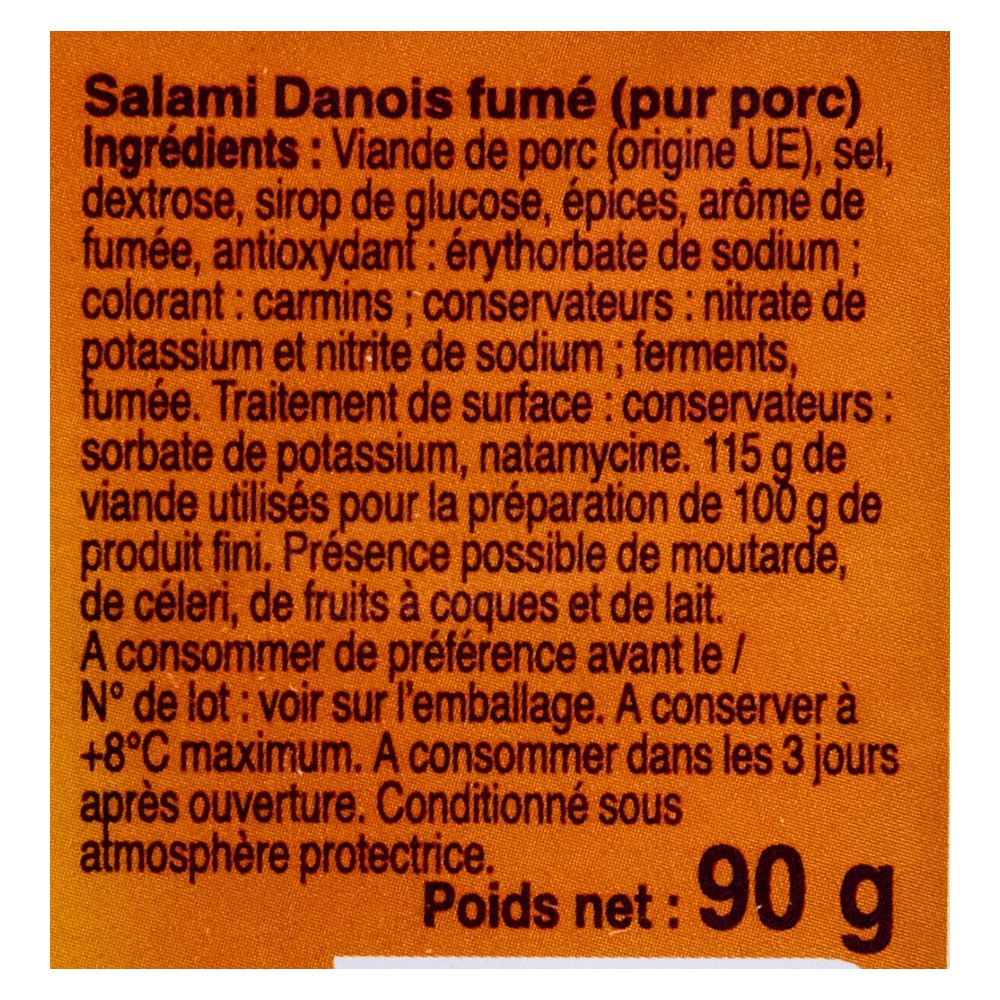 Salami Danois fumé (pur porc)
Ingrédients : Viande de porc (origine UE), sel,
dextrose, sirop de glucose, épices, arôme de
fumée, antioxydant : érythorbate de sodium ;
colorant : carmins ; conservateurs : nitrate de
potassium et nitrite de sodium ; ferments,
fumée. Traitement de surface : conservateurs :
sorbate de potassium, natamycine. 115 g de
viande utilisés pour la préparation de 100 g de
produit fini. Présence possible de moutarde,
de céleri, de fruits à coques et de lait.
A consommer de préférence avant le /
N° de lot : voir sur l'emballage. A conserver à
+8°C maximum. A consommer dans les 3 jours
après ouverture. Conditionné sous
atmosphère protectrice.
Poids net : 90 g